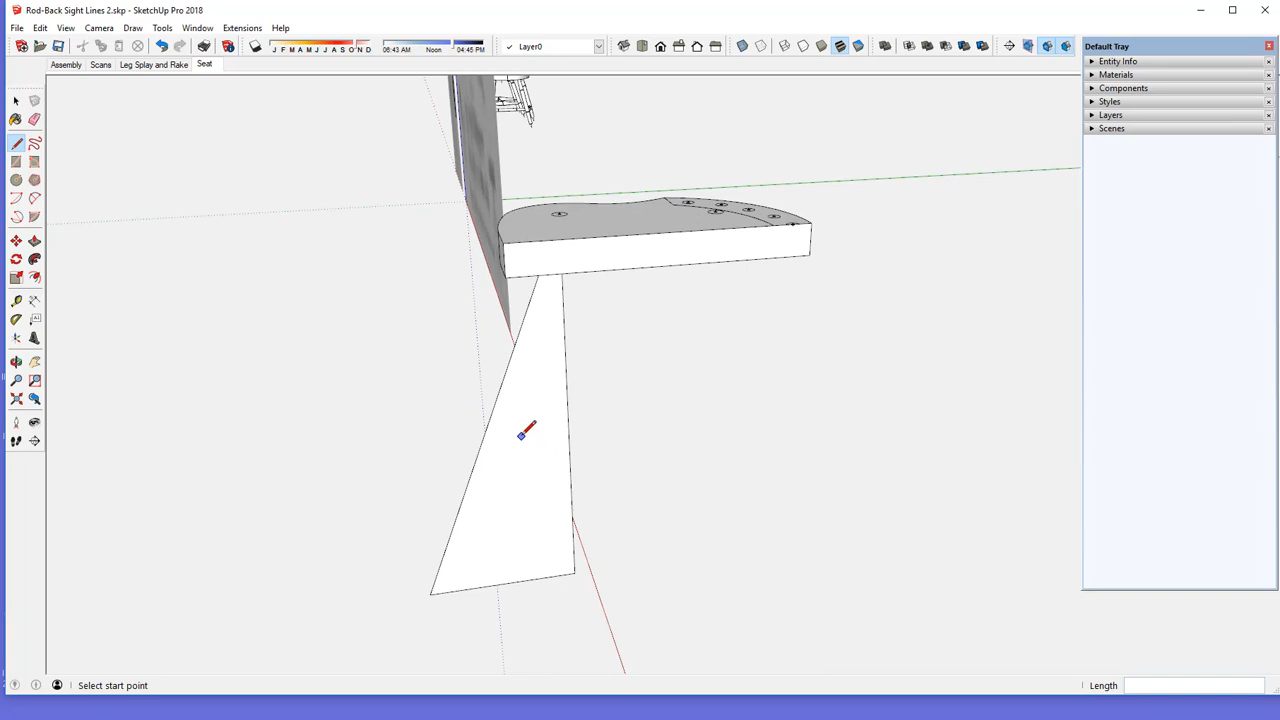 Rod-Back Sight Lines 2.skp - SketchUp Pro 2018
File Edit View Camera Draw Tools Window Extensions Help
J F M A M J J A S O N D 06:43 AM Noon 04:45 PM Layer0
Assembly Scans Leg Splay and Rake Seat
Default Tray
Entity Info
Materials
Components
Styles
Layers
Scenes
Select start point
Length